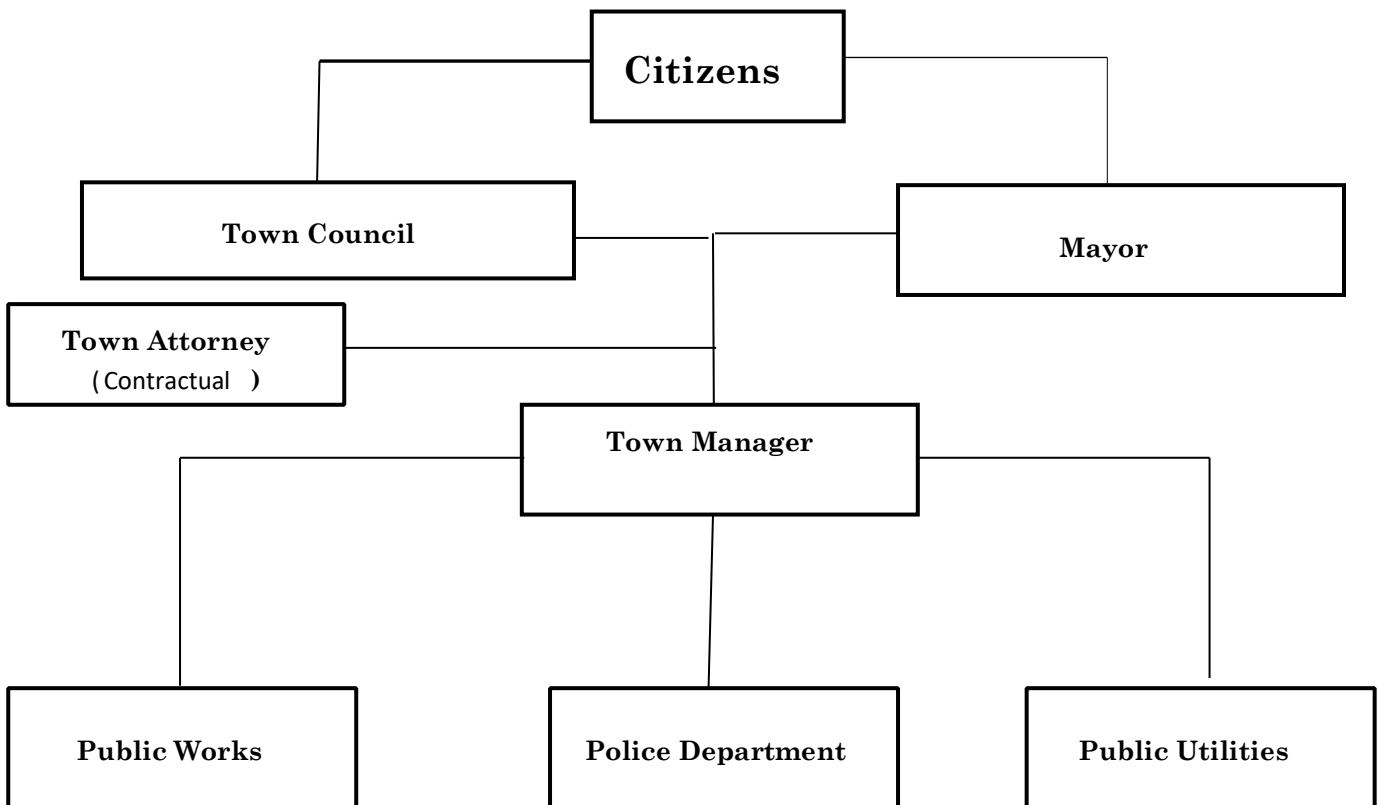 Citizens
Town Council
Mayor
Town Attorney
( Contractual )
Town Manager
Public Works
Police Department
Public Utilities